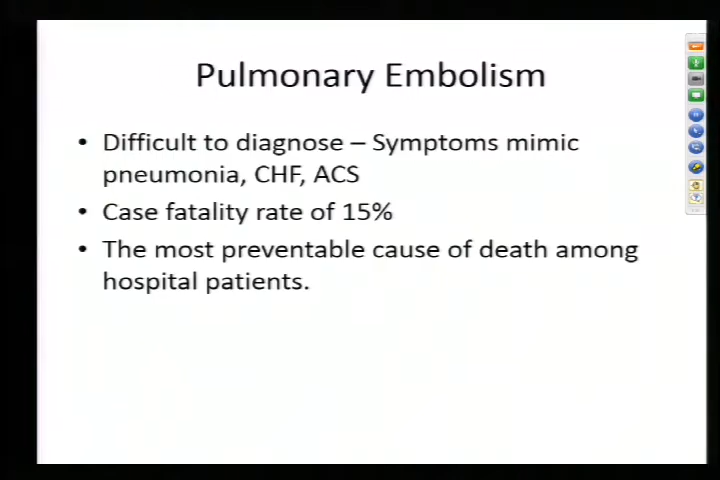 Pulmonary Embolism
• Difficult to diagnose – Symptoms mimic
pneumonia, CHF, ACS
• Case fatality rate of 15%
• The most preventable cause of death among
hospital patients.